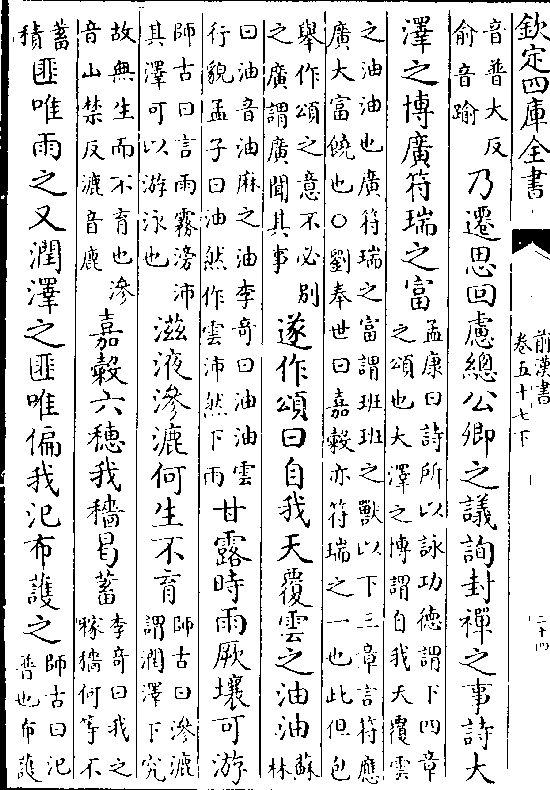 欽定四庫全書
前漢書
卷五十七下
二十四
音普大反
俞音踰
乃遷思回慮總公卿之議詢封禪之事詩大
澤之博廣符瑞之富
孟康曰詩所以詠功德謂下四章
之頌也大澤之博謂自我天覆雲
之油油也廣符瑞之富謂班班之獸以下三章言符應
廣大富饒也○劉奉世曰嘉穀亦符瑞之一也此但包
舉作頌之意不必別
之廣謂廣聞其事
遂作頌曰自我天覆雲之油油
蘇
林
曰油音油麻之油李奇曰油油雲
行貌孟子曰油然作雲沛然下雨
甘露時雨厥壤可游
師古曰言雨霧滂沛
其澤可以游泳也
滋液滲漉何生不育
師古曰滲漉
謂潤澤下究
故無生而不育也滲
音山禁反漉音鹿
嘉穀六穗我穡曷蓄
李奇曰我之
稼穡何等不
蓄
積
匪唯雨之又潤澤之匪唯偏我氾布護之
師古曰氾
普也布護